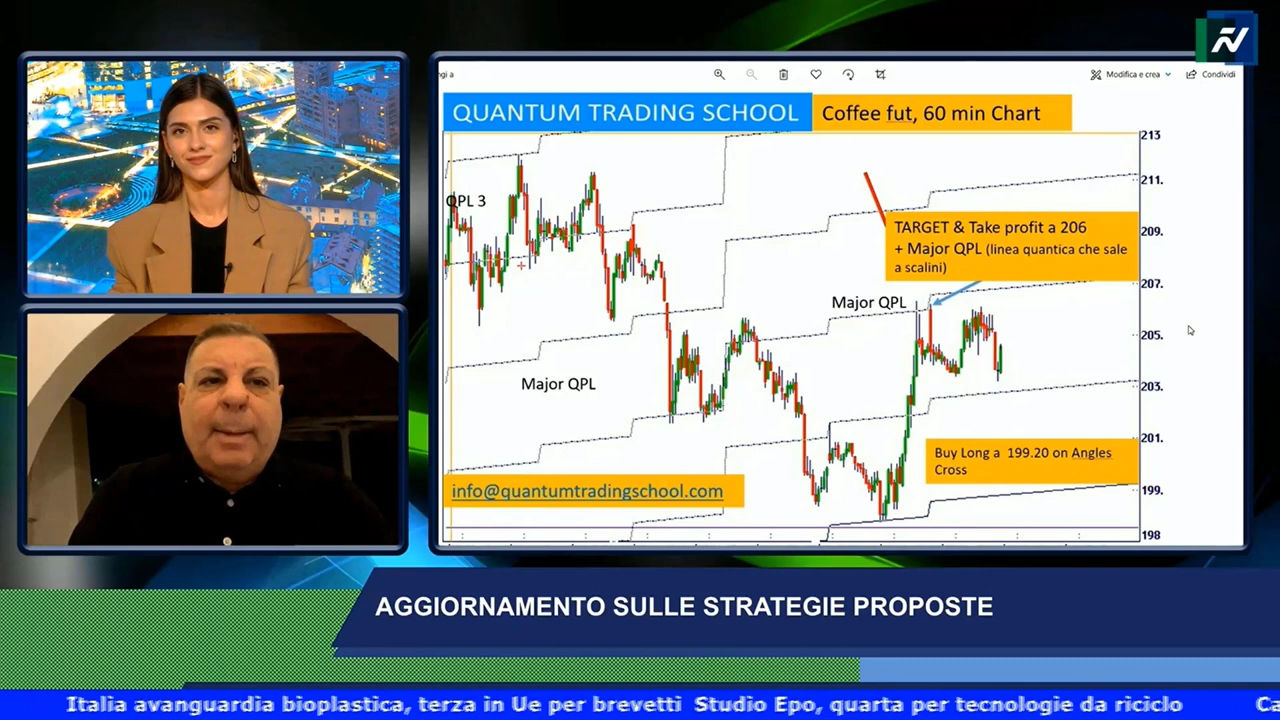 ngi a
Modifica e crea
Condividi
QUANTUM TRADING SCHOOL
Coffee fut, 60 min Chart
213
211.
209.
207.
205.
203.
201.
199.
198
QPL 3
TARGET & Take profit a 206
+ Major QPL (linea quantica che sale
a scalini)
Major QPL
Major QPL
Buy Long a 199.20 on Angles
Cross
info@quantumtradingschool.com
AGGIORNAMENTO SULLE STRATEGIE PROPOSTE
Italia avanguardia bioplastica, terza in Ue per brevetti Studio Epo, quarta per tecnologie da riciclo Ca